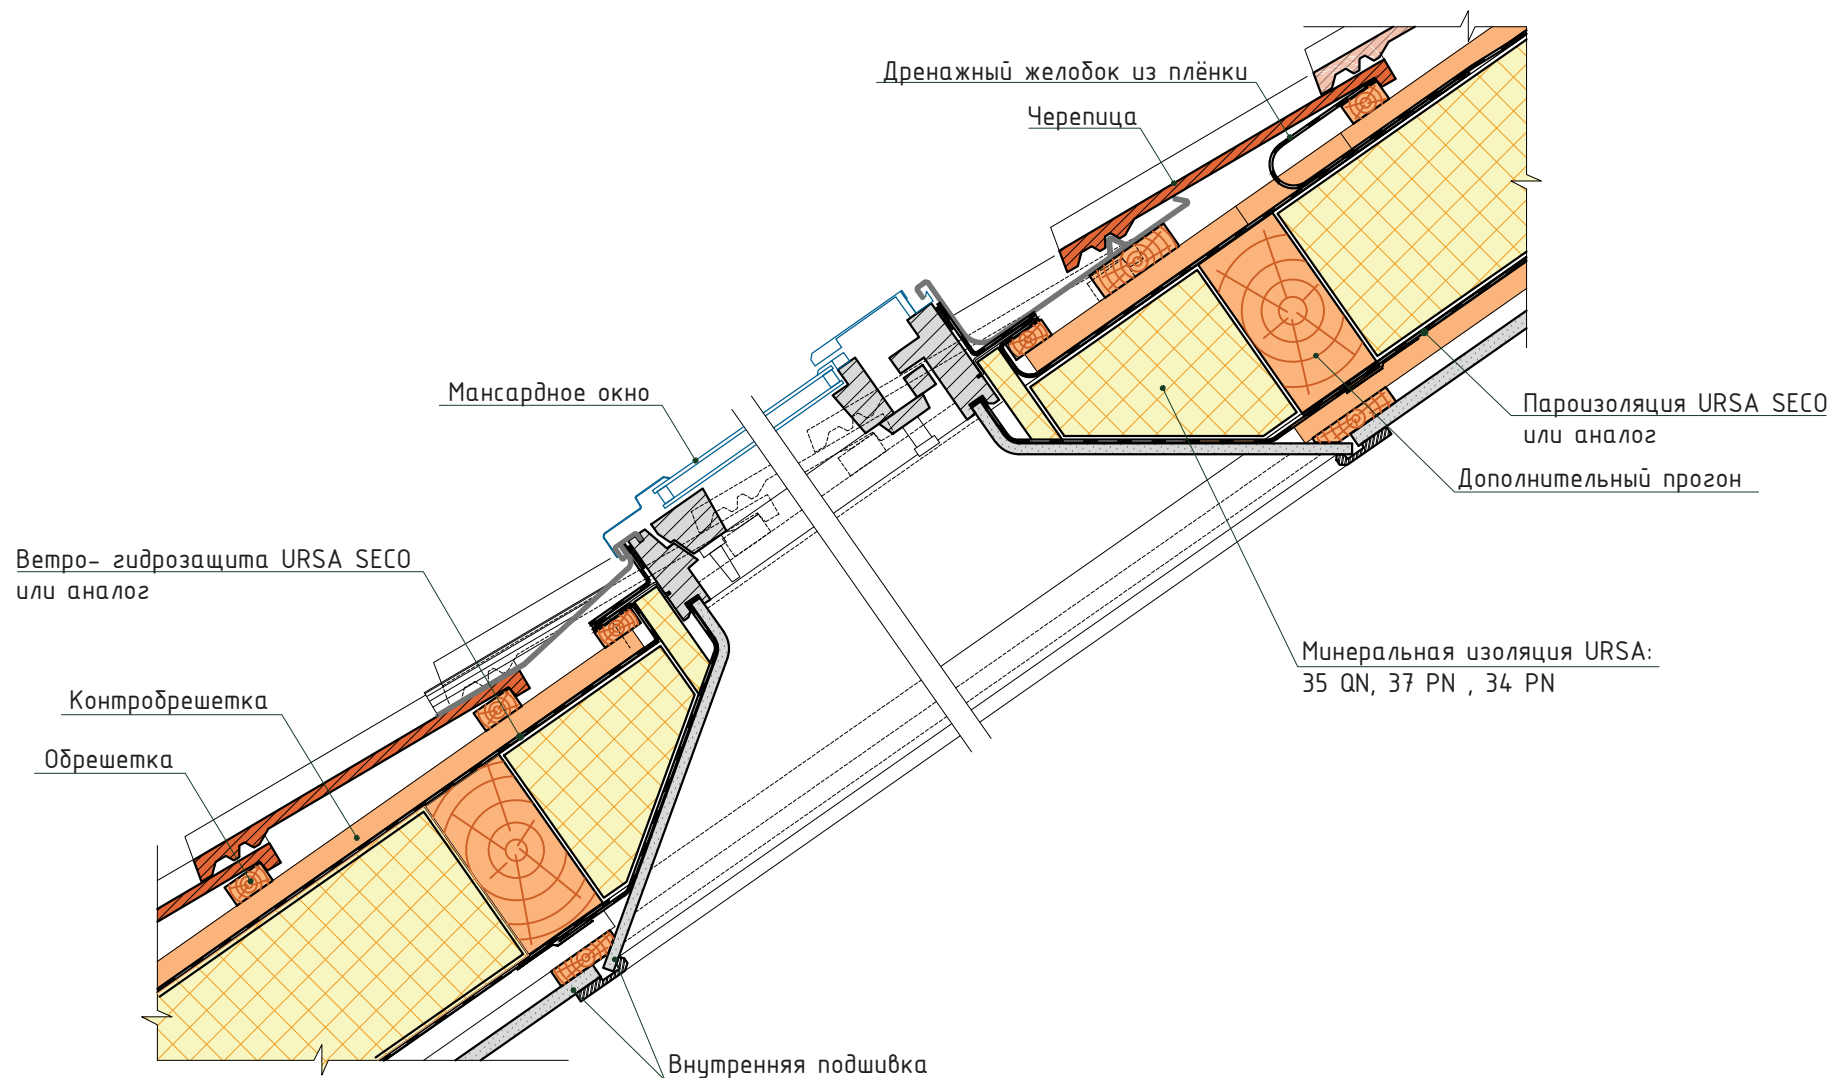 Дренажный желобок из плёнки
Черепица
Мансардное окно
Пароизоляция URSA SECO
или аналог
Дополнительный прогон
Ветро- гидрозащита URSA SECO
или аналог
Минеральная изоляция URSA:
35 QN, 37 PN , 34 PN
Контробрешетка
Обрешетка
Внутренняя подшивка